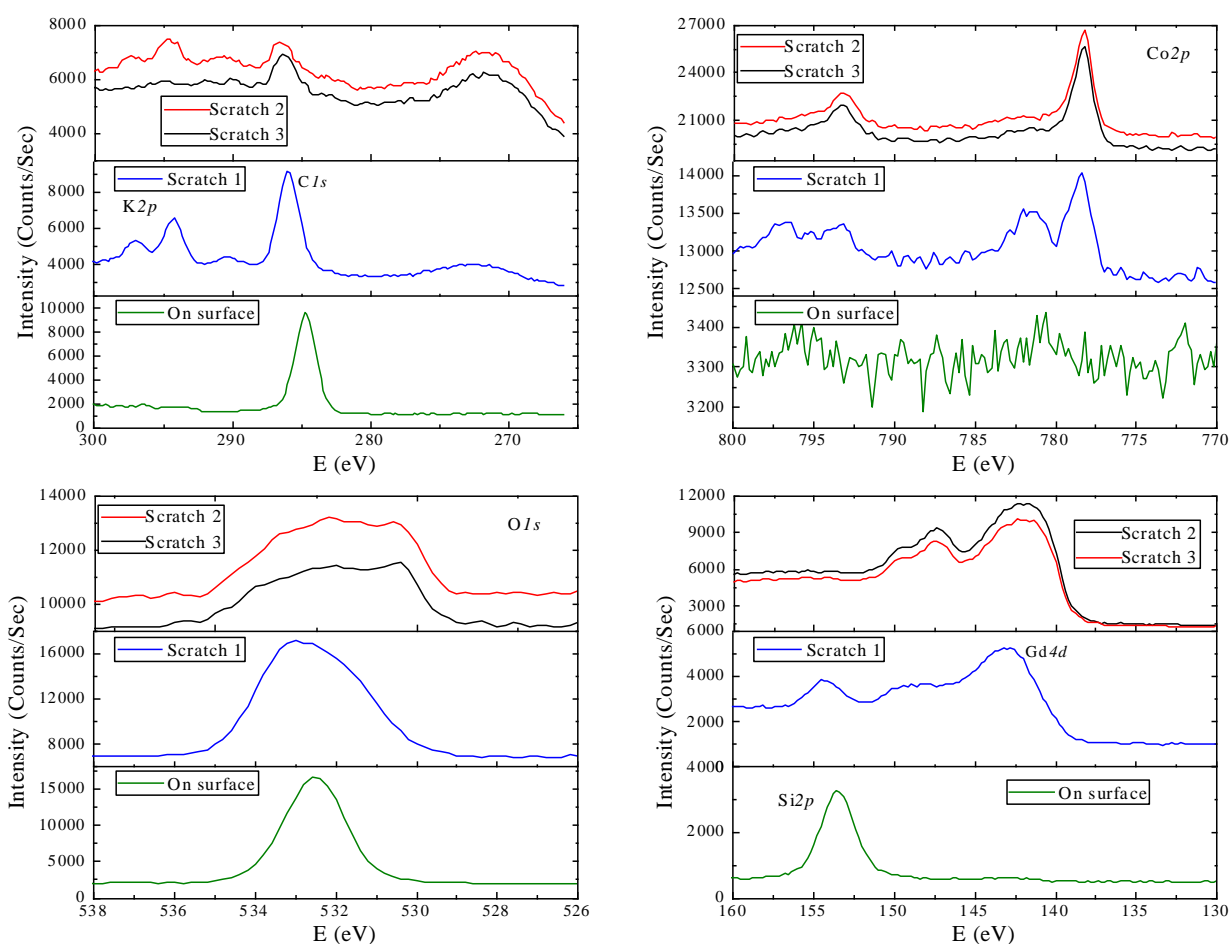 8000
6000
4000
Scratch 2
Scratch 3
8000
6000
4000
Scratch 1
K2p
C1s
10000
8000
6000
4000
2000
0
On surface
300 290 280 270
E (eV)
Intensity (Counts/Sec)
27000
24000
21000
Scratch 2
Scratch 3
Co2p
14000
13500
13000
12500
Scratch 1
3400
3300
3200
On surface
800 795 790 785 780 775 770
E (eV)
Intensity (Counts/Sec)
14000
12000
10000
Scratch 2
Scratch 3
O1s
16000
12000
8000
Scratch 1
15000
10000
5000
0
On surface
538 536 534 532 530 528 526
E (eV)
Intensity (Counts/Sec)
12000
9000
6000
3000
Scratch 2
Scratch 3
6000
4000
2000
Scratch 1
Gd4d
4000
2000
0
Si2p
On surface
160 155 150 145 140 135 130
E (eV)
Intensity (Counts/Sec)